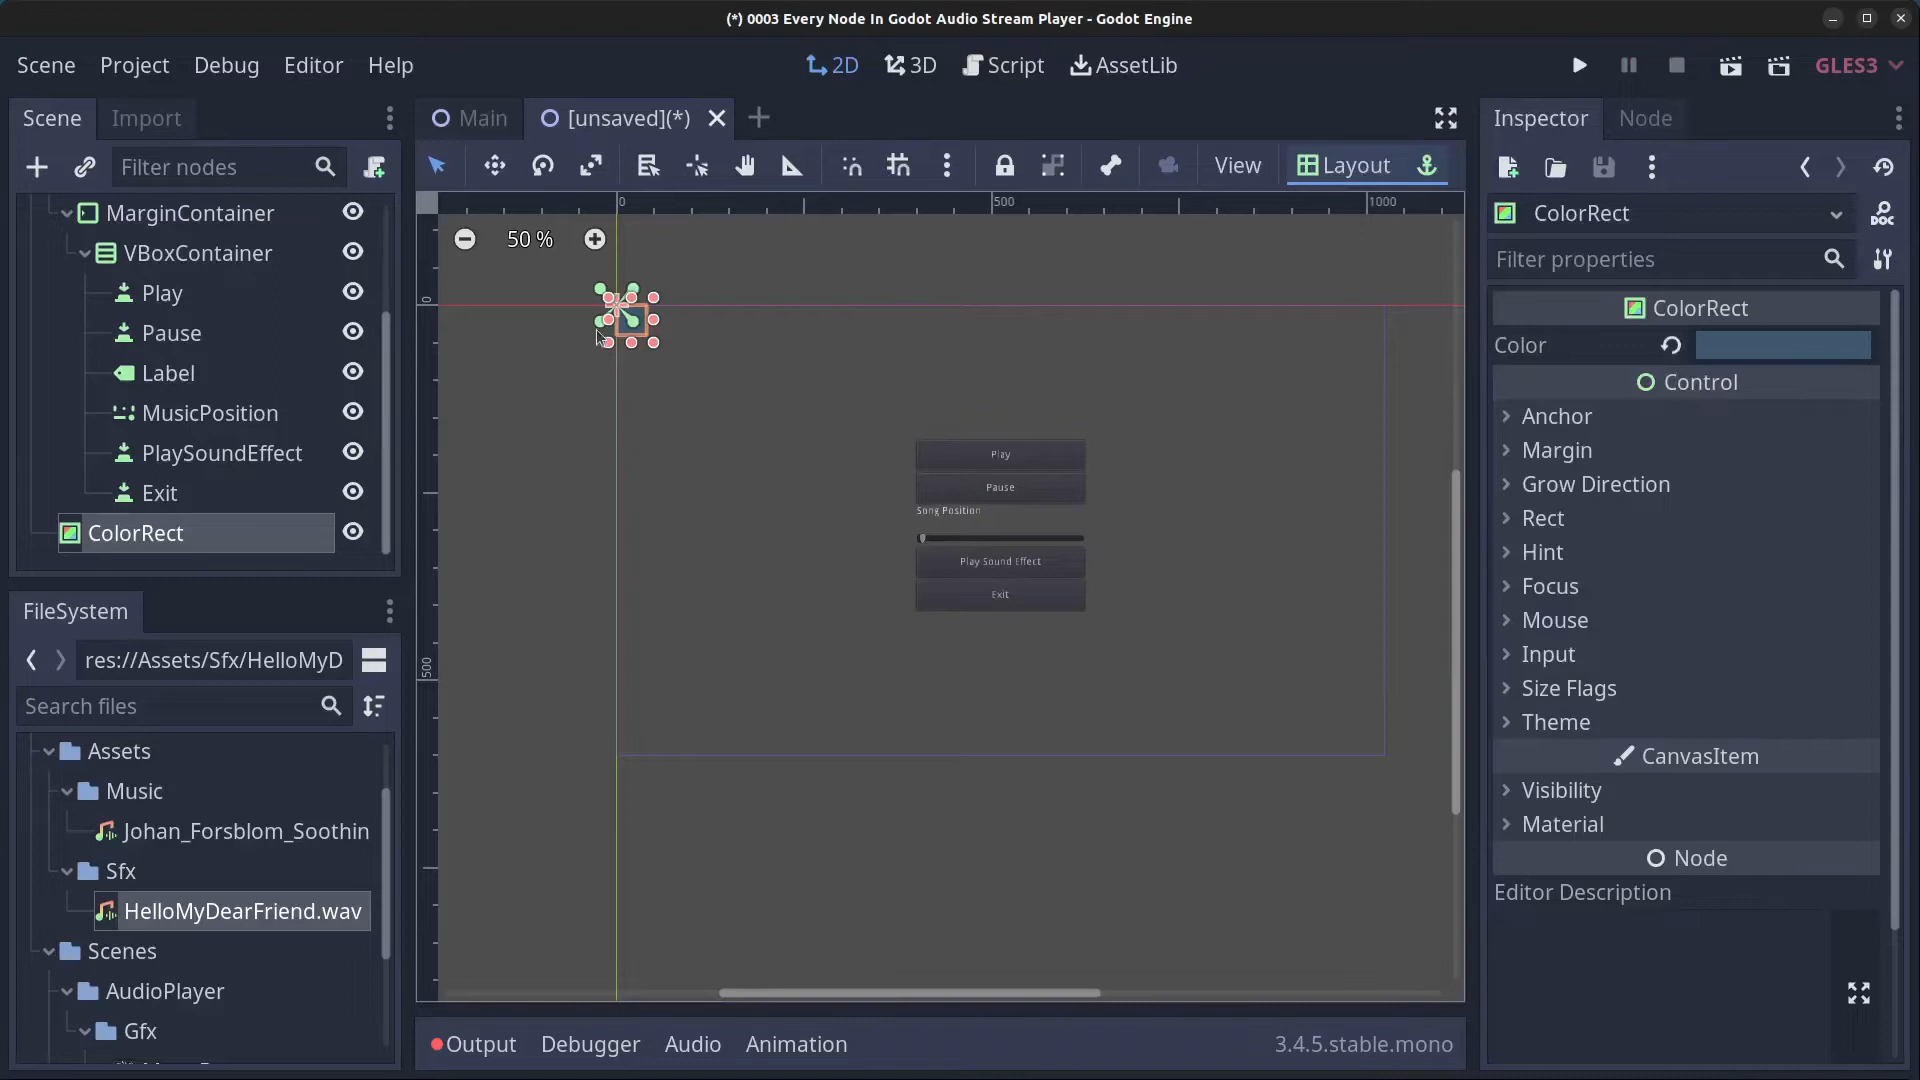 (*) 0003 Every Node In Godot Audio Stream Player - Godot Engine
Scene Project Debug Editor Help
2D 3D Script AssetLib
GLES3
Scene Import
Filter nodes
MarginContainer
VBoxContainer
Play
Pause
Label
MusicPosition
PlaySoundEffect
Exit
ColorRect
FileSystem
res://Assets/Sfx/HelloMyD
Search files
Assets
Music
Johan_Forsblom_Soothin
Sfx
HelloMyDearFriend.wav
Scenes
AudioPlayer
Gfx
Main [unsaved](*)
View Layout
0 500 1000
50 %
0
500
Play
Pause
Song Position
Play Sound Effect
Exit
Output Debugger Audio Animation 3.4.5.stable.mono
Inspector Node
ColorRect
DOC
Filter properties
ColorRect
Color
Control
Anchor
Margin
Grow Direction
Rect
Hint
Focus
Mouse
Input
Size Flags
Theme
CanvasItem
Visibility
Material
Node
Editor Description